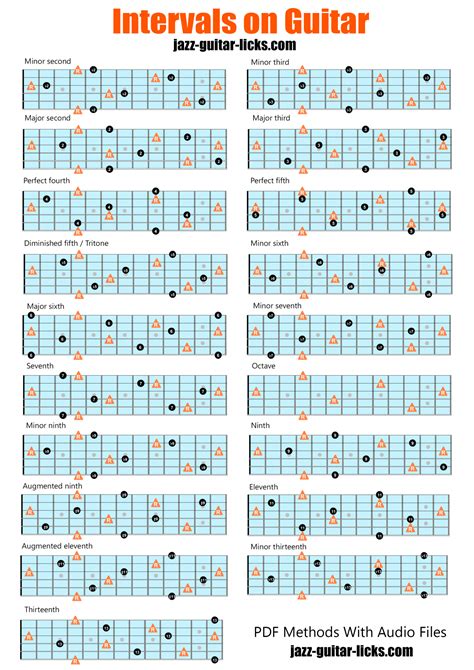 Intervals on Guitar
jazz-guitar-licks.com
Minor second
Minor third
Major second
Major third
Perfect fourth
Perfect fifth
Diminished fifth / Tritone
Minor sixth
Major sixth
Minor seventh
Seventh
Octave
Minor ninth
Ninth
Augmented ninth
Eleventh
Augmented eleventh
Minor thirteenth
Thirteenth
PDF Methods With Audio Files
jazz-guitar-licks.com